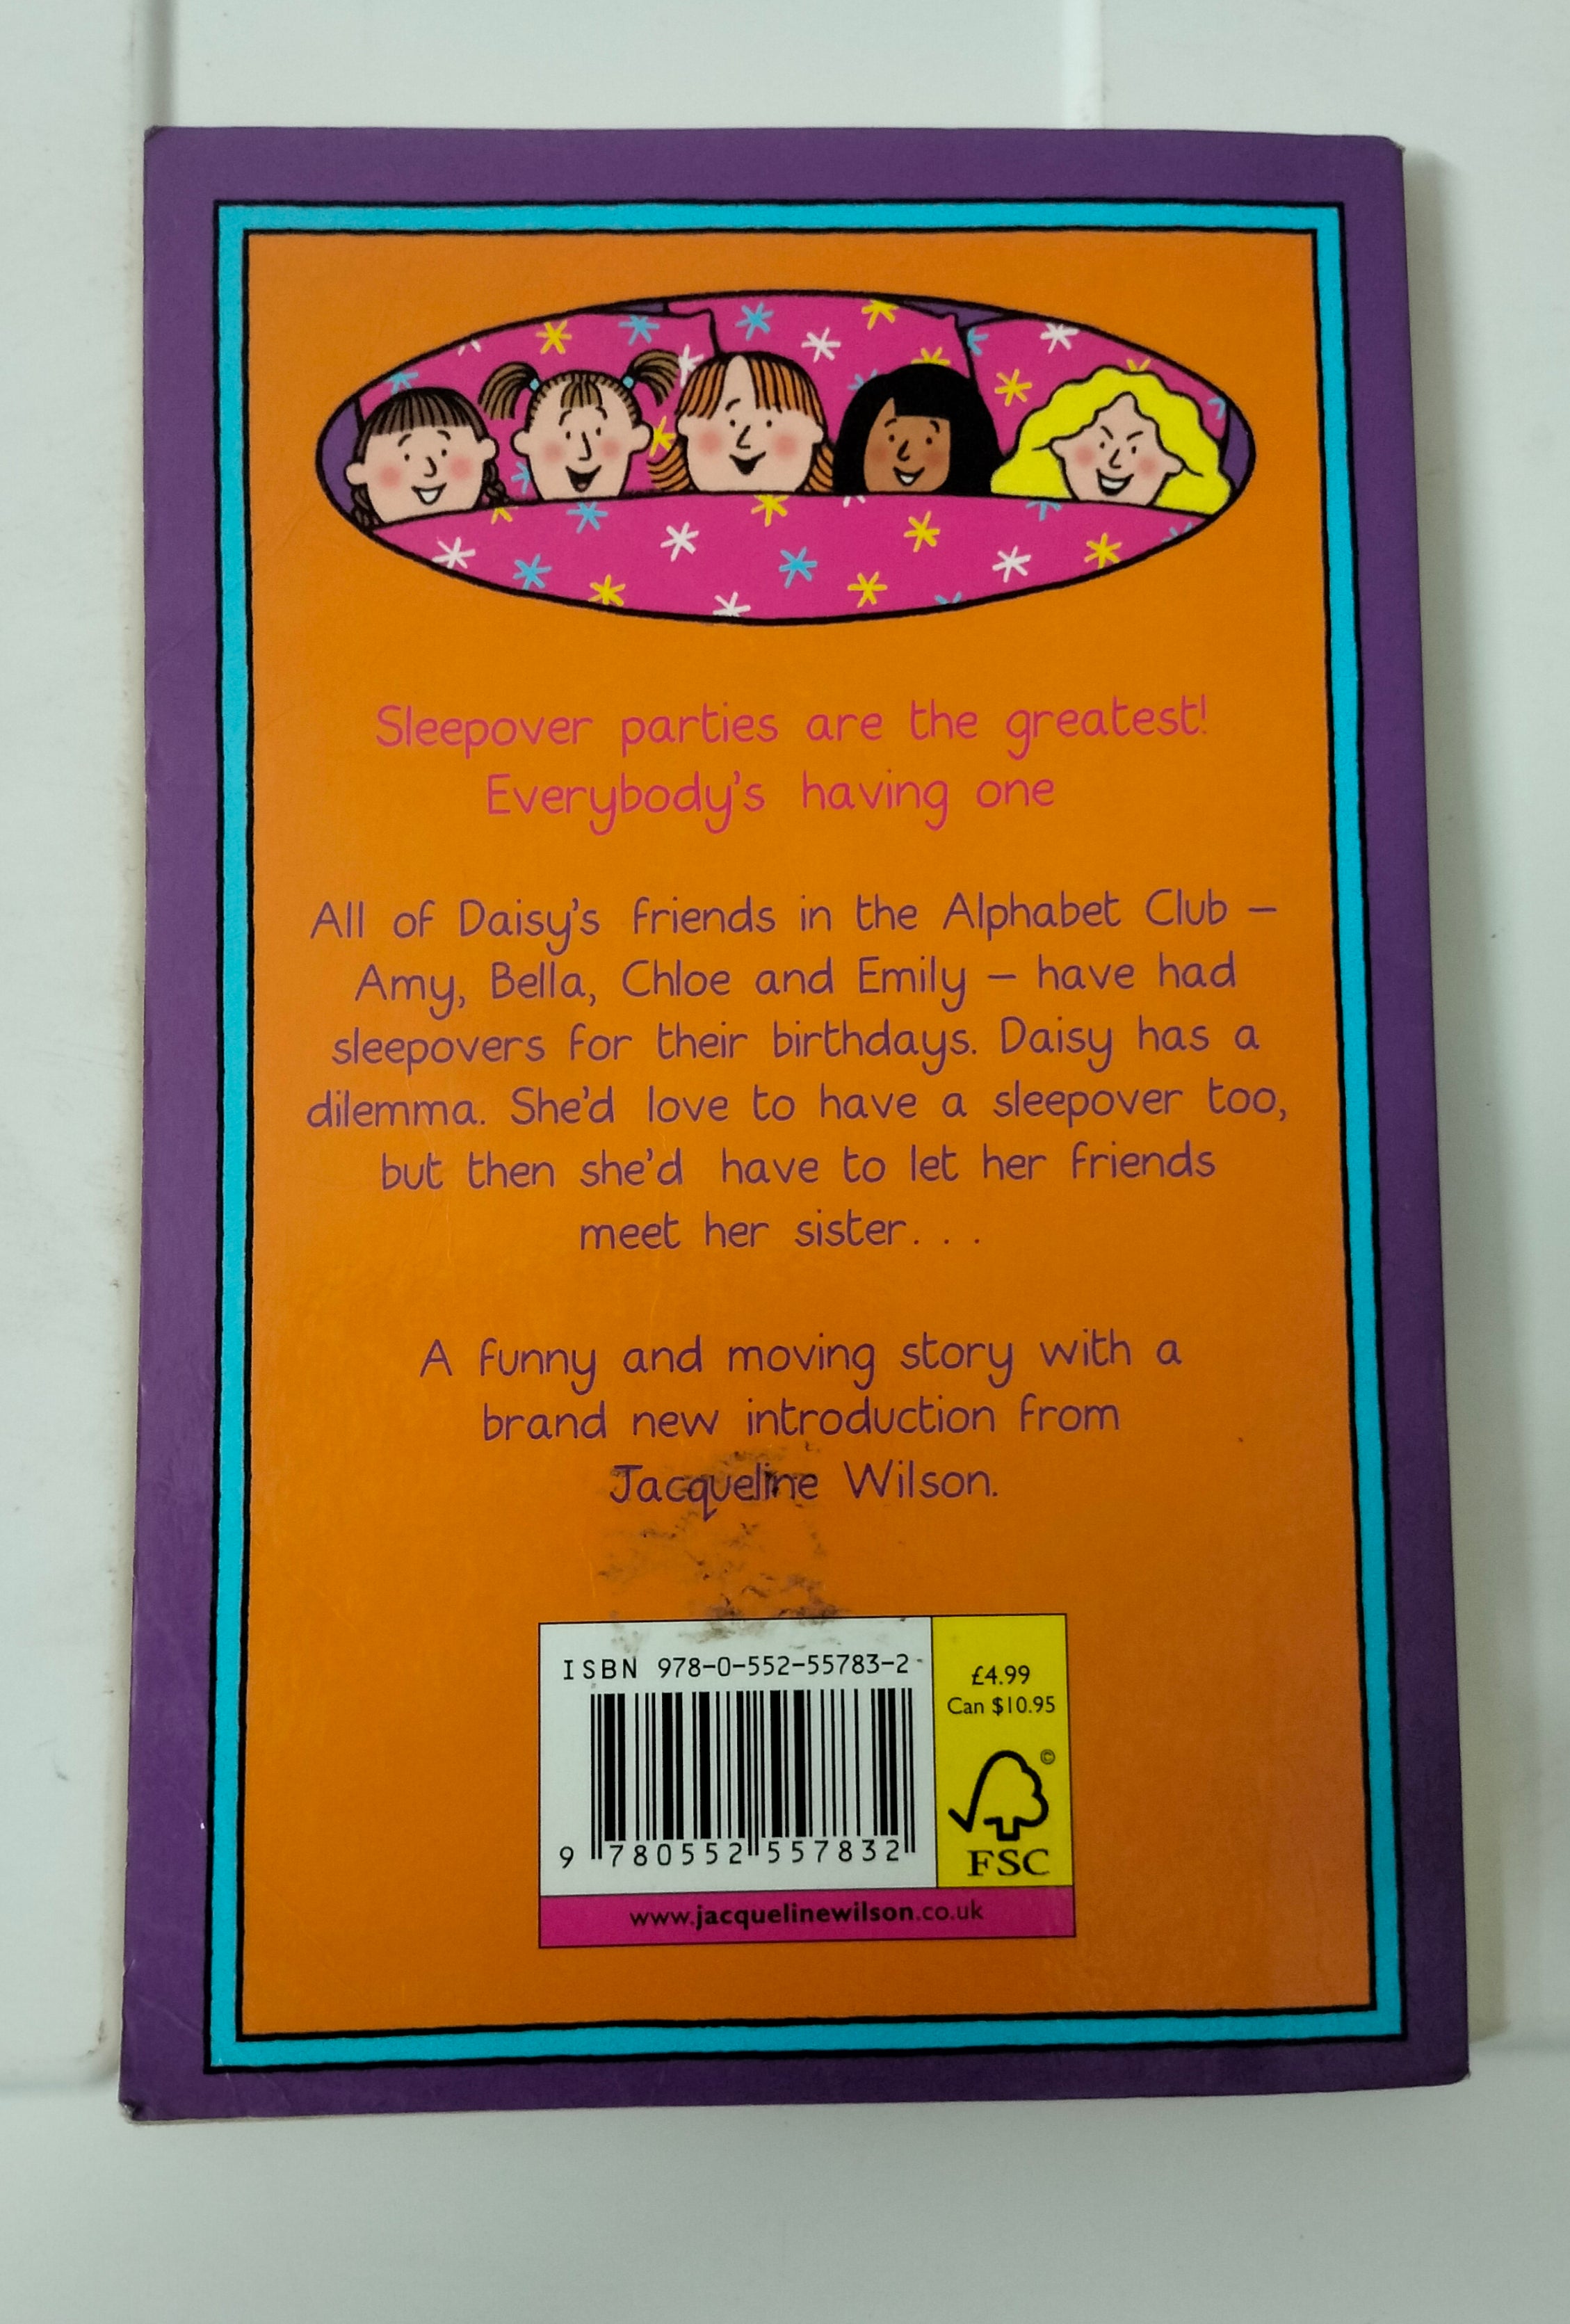 Sleepover parties are the greatest!
Everybody's having one
All of Daisy's friends in the Alphabet Club –
Amy, Bella, Chloe and Emily – have had
sleepovers for their birthdays. Daisy has a
dilemma. She'd love to have a sleepover too,
but then she'd have to let her friends
meet her sister. . .
A funny and moving story with a
brand new introduction from
Jacqueline Wilson.
ISBN 978-0-552-55783-2
£4.99
Can $10.95
©
FSC
9 780552 557832
www.jacquelinewilson.co.uk